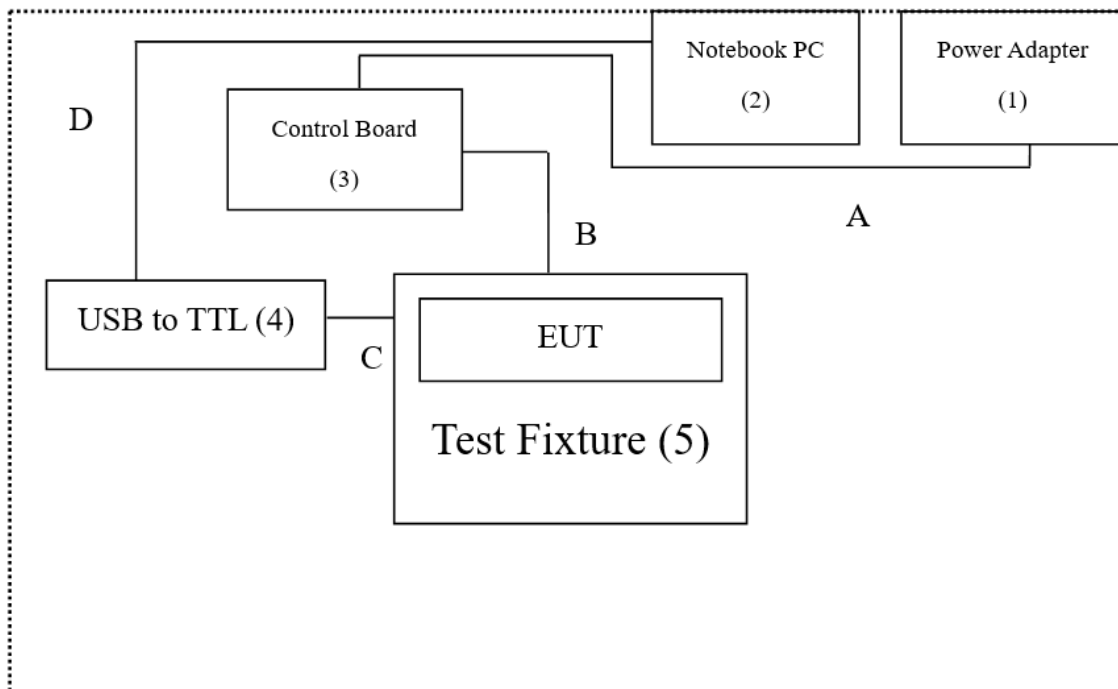 Notebook PC
(2)
Power Adapter
(1)
D
Control Board
(3)
A
B
USB to TTL (4)
C
EUT
Test Fixture (5)